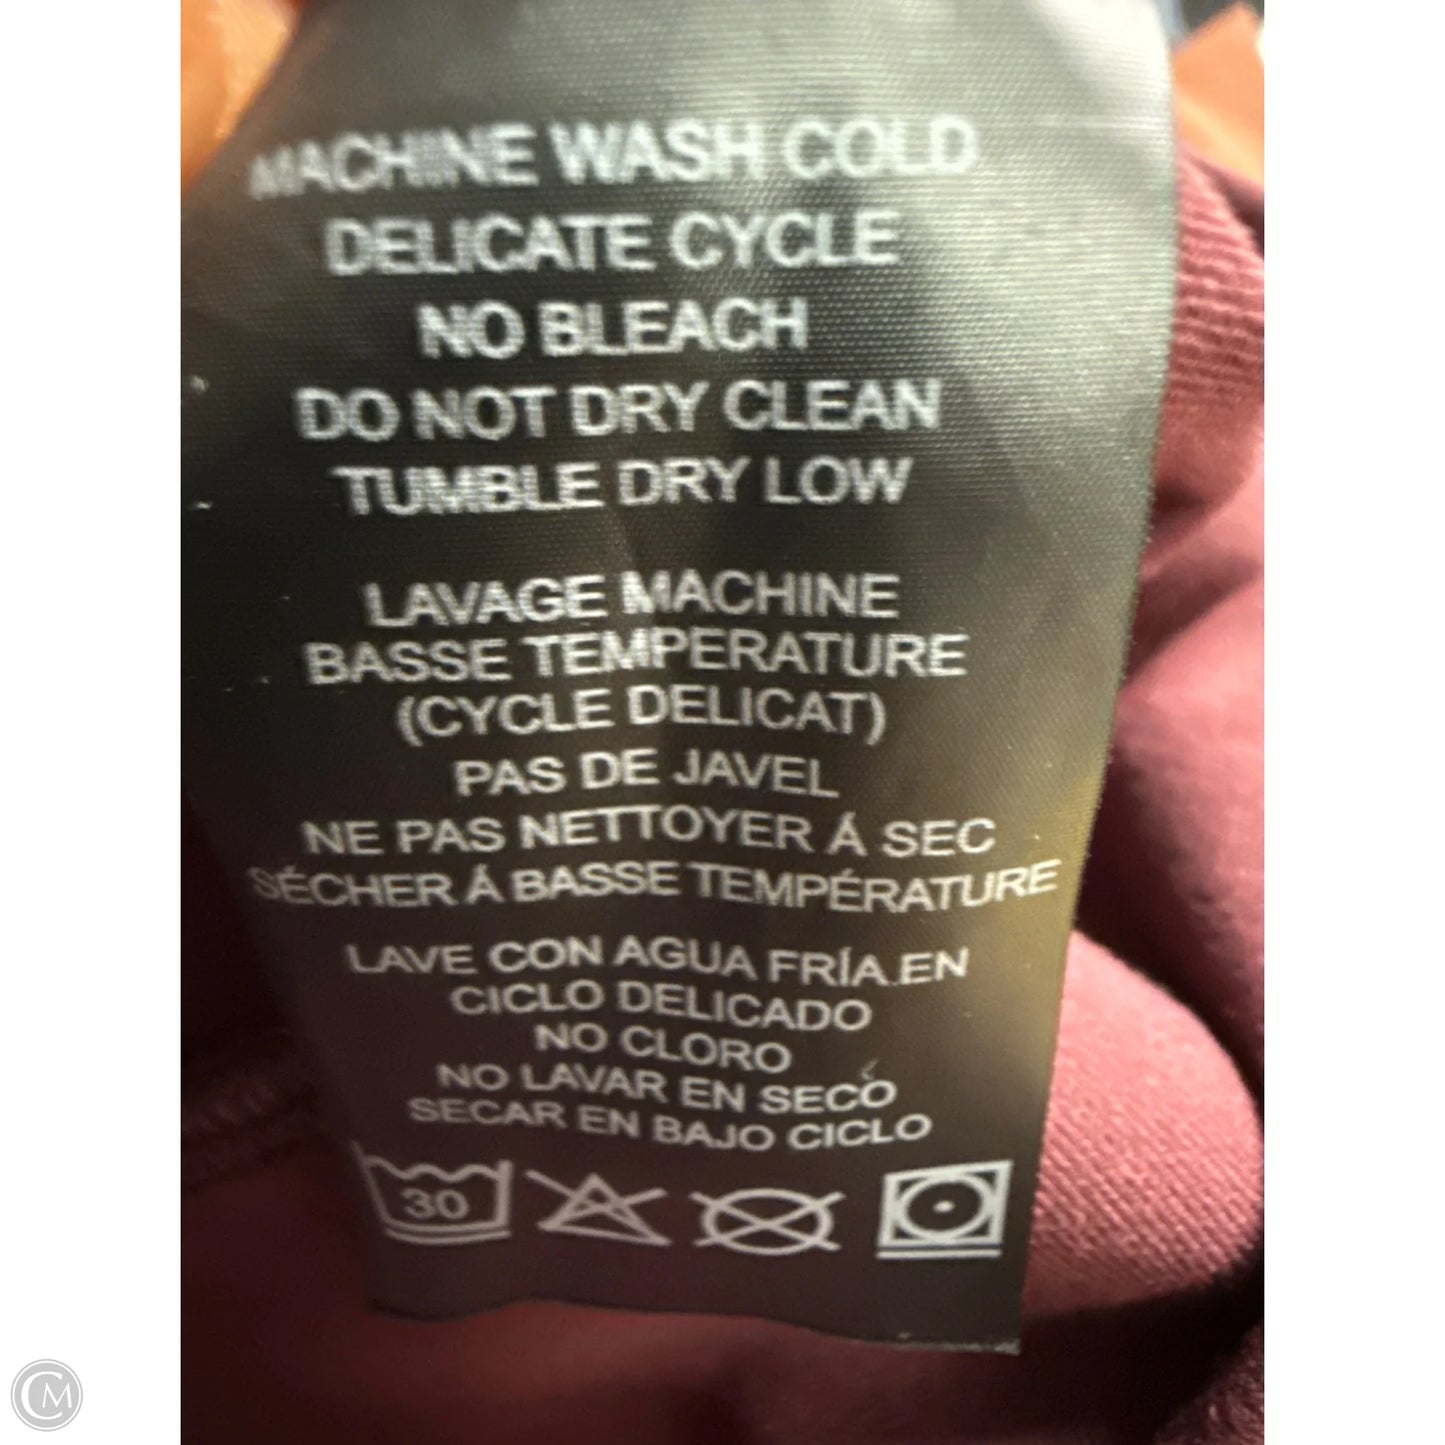 MACHINE WASH COLD
DELICATE CYCLE
NO BLEACH
DO NOT DRY CLEAN
TUMBLE DRY LOW
LAVAGE MACHINE
BASSE TEMPERATURE
(CYCLE DELICAT)
PAS DE JAVEL
NE PAS NETTOYER Á SEC
SÉCHER Á BASSE TEMPÉRATURE
LAVE CON AGUA FRÍA.EN
CICLO DELICADO
NO CLORO
NO LAVAR EN SECO
SECAR EN BAJO CICLO
30
CM